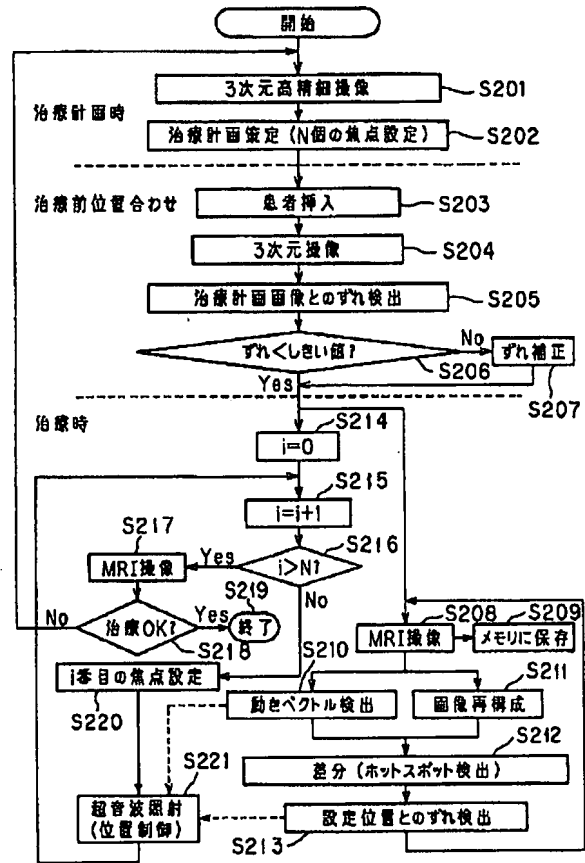 開始
3次元高精細撮像
S201
治療計画時
治療計画策定(N個の焦点設定)
S202
治療前位置合わせ
患者挿入
S203
3次元撮像
S204
治療計画画像とのずれ検出
S205
ずれ<しきい値?
No
ずれ補正
S206
Yes
S207
治療時
S214
i=0
S215
i=i+1
S217
S216
MRI撮像
Yes
i>N?
No
S219
No
治療OK?
Yes
終了
S218
S208
S209
MRI撮像
メモリに保存
i番目の焦点設定
S220
S210
動きベクトル検出
S211
画像再構成
S212
差分(ホットスポット検出)
S221
超音波照射
(位置制御)
設定位置とのずれ検出
S213